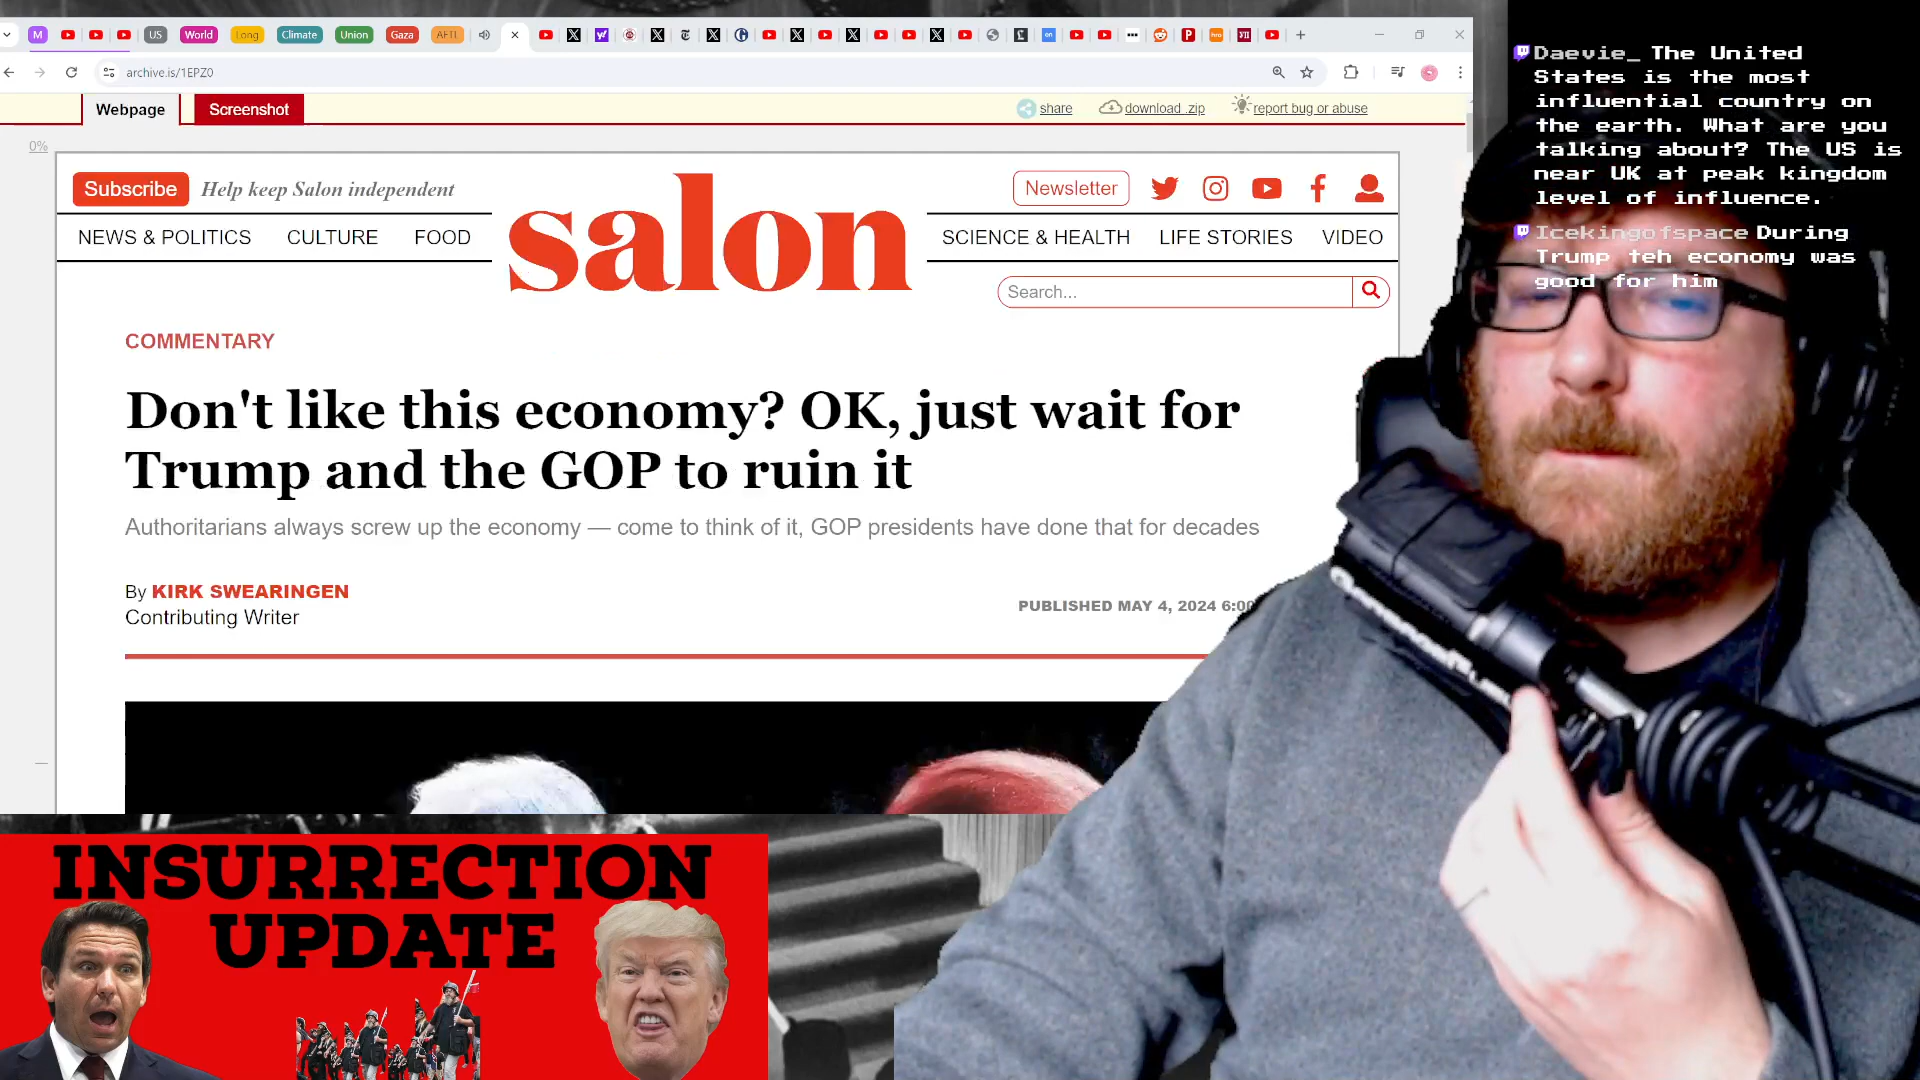 M
US
World
Long
Climate
Union
Gaza
AFTL
archive.is/1EPZ0
Webpage
Screenshot
share
download .zip
report bug or abuse
0%
Subscribe
Help keep Salon independent
salon
Newsletter
NEWS & POLITICS
CULTURE
FOOD
SCIENCE & HEALTH
LIFE STORIES
VIDEO
Search...
COMMENTARY
Don't like this economy? OK, just wait for
Trump and the GOP to ruin it
Authoritarians always screw up the economy — come to think of it, GOP presidents have done that for decades
By KIRK SWEARINGEN
Contributing Writer
PUBLISHED MAY 4, 2024 6:00
INSURRECTION
UPDATE
Daevie_ The United
States is the most
influential country on
the earth. What are you
talking about? The US is
near UK at peak kingdom
level of influence.
Icekingofspace During
Trump teh economy was
good for him